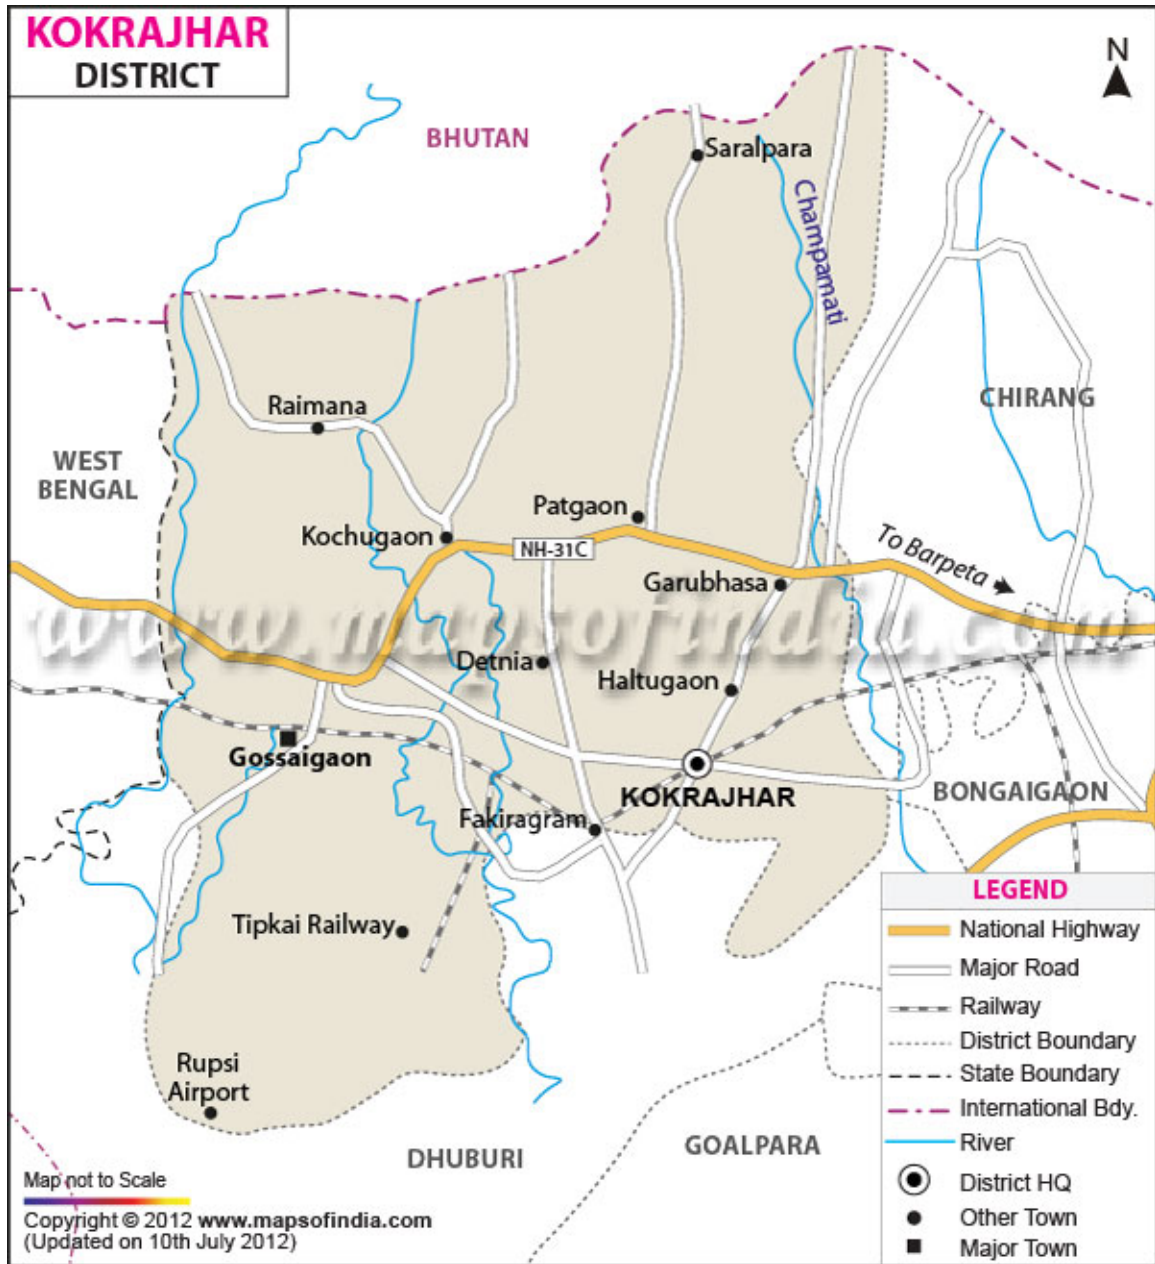 KOKRAJHAR
DISTRICT
N
BHUTAN
Saralpara
Champamati
Raimana
CHIRANG
WEST
BENGAL
Patgaon
Kochugaon
NH-31C
To Barpeta
Garubhasa
www.mapsofindia.com
Detnia
Haltugaon
Gossaigaon
KOKRAJHAR
BONGAIGAON
Fakiragram
LEGEND
Tipkai Railway
National Highway
Major Road
Railway
District Boundary
State Boundary
International Bdy.
River
District HQ
Other Town
Major Town
Rupsi
Airport
DHUBURI
GOALPARA
Map not to Scale
Copyright © 2012 www.mapsofindia.com
(Updated on 10th July 2012)